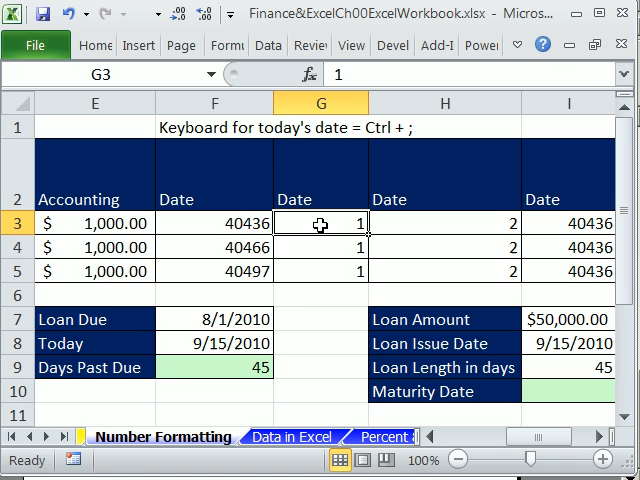 Finance&ExcelCh00ExcelWorkbook.xlsx - Micros...
File Home Insert Page Formu Data Review View Devel Add-I Power
G3 fx 1
E F G H I
1 Keyboard for today's date = Ctrl + ;
2 Accounting Date Date Date Date
3 $ 1,000.00 40436 1 2 40436
4 $ 1,000.00 40466 1 2 40436
5 $ 1,000.00 40497 1 2 40436
6
7 Loan Due 8/1/2010 Loan Amount $50,000.00
8 Today 9/15/2010 Loan Issue Date 9/15/2010
9 Days Past Due 45 Loan Length in days 45
10 Maturity Date
11
Number Formatting Data in Excel Percent
Ready 100%